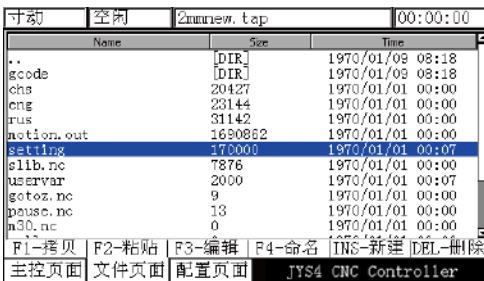 寸动 空闲 2mmnew.tap 00:00:00
Name Size Time
.. [DIR] 1970/01/09 08:18
gcode [DIR] 1970/01/09 08:18
chs 20427 1970/01/01 00:00
eng 23144 1970/01/01 00:00
rus 31142 1970/01/01 00:00
motion.out 1690862 1970/01/01 00:00
setting 170000 1970/01/01 00:07
slib.nc 7876 1970/01/01 00:00
uservar 2000 1970/01/01 00:07
gotoz.nc 9 1970/01/01 00:00
pause.nc 13 1970/01/01 00:00
m30.nc 0 1970/01/01 00:00
F1-拷贝 F2-粘贴 F3-编辑 F4-命名 INS-新建 DEL-删除
主控页面 文件页面 配置页面 JYS4 CNC Controller